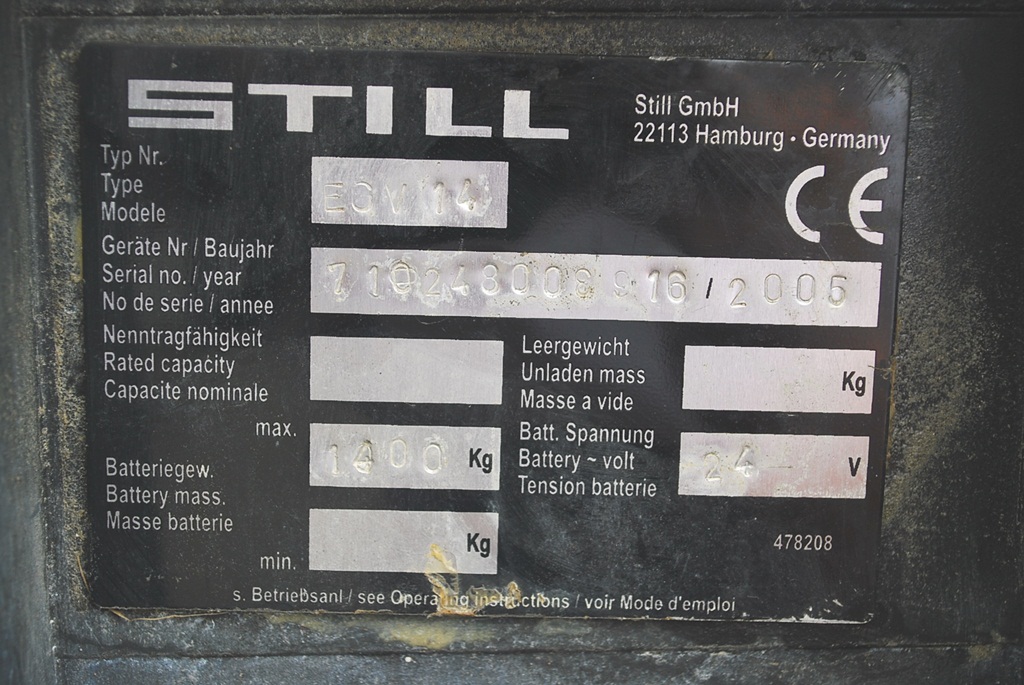 STILL
Still GmbH
22113 Hamburg · Germany
CE
Typ Nr.
Type
Modele
EGV 14
Geräte Nr / Baujahr
Serial no. / year
No de serie / annee
/ 2005
Nenntragfähigkeit
Rated capacity
Capacite nominale
Leergewicht
Unladen mass
Masse a vide
Kg
max.
1400 Kg
Batteriegew.
Battery mass.
Masse batterie
Batt. Spannung
Battery ~ volt
Tension batterie
24 V
min.
Kg
478208
s. Betriebsanl / see Operating instructions / voir Mode d'emploi